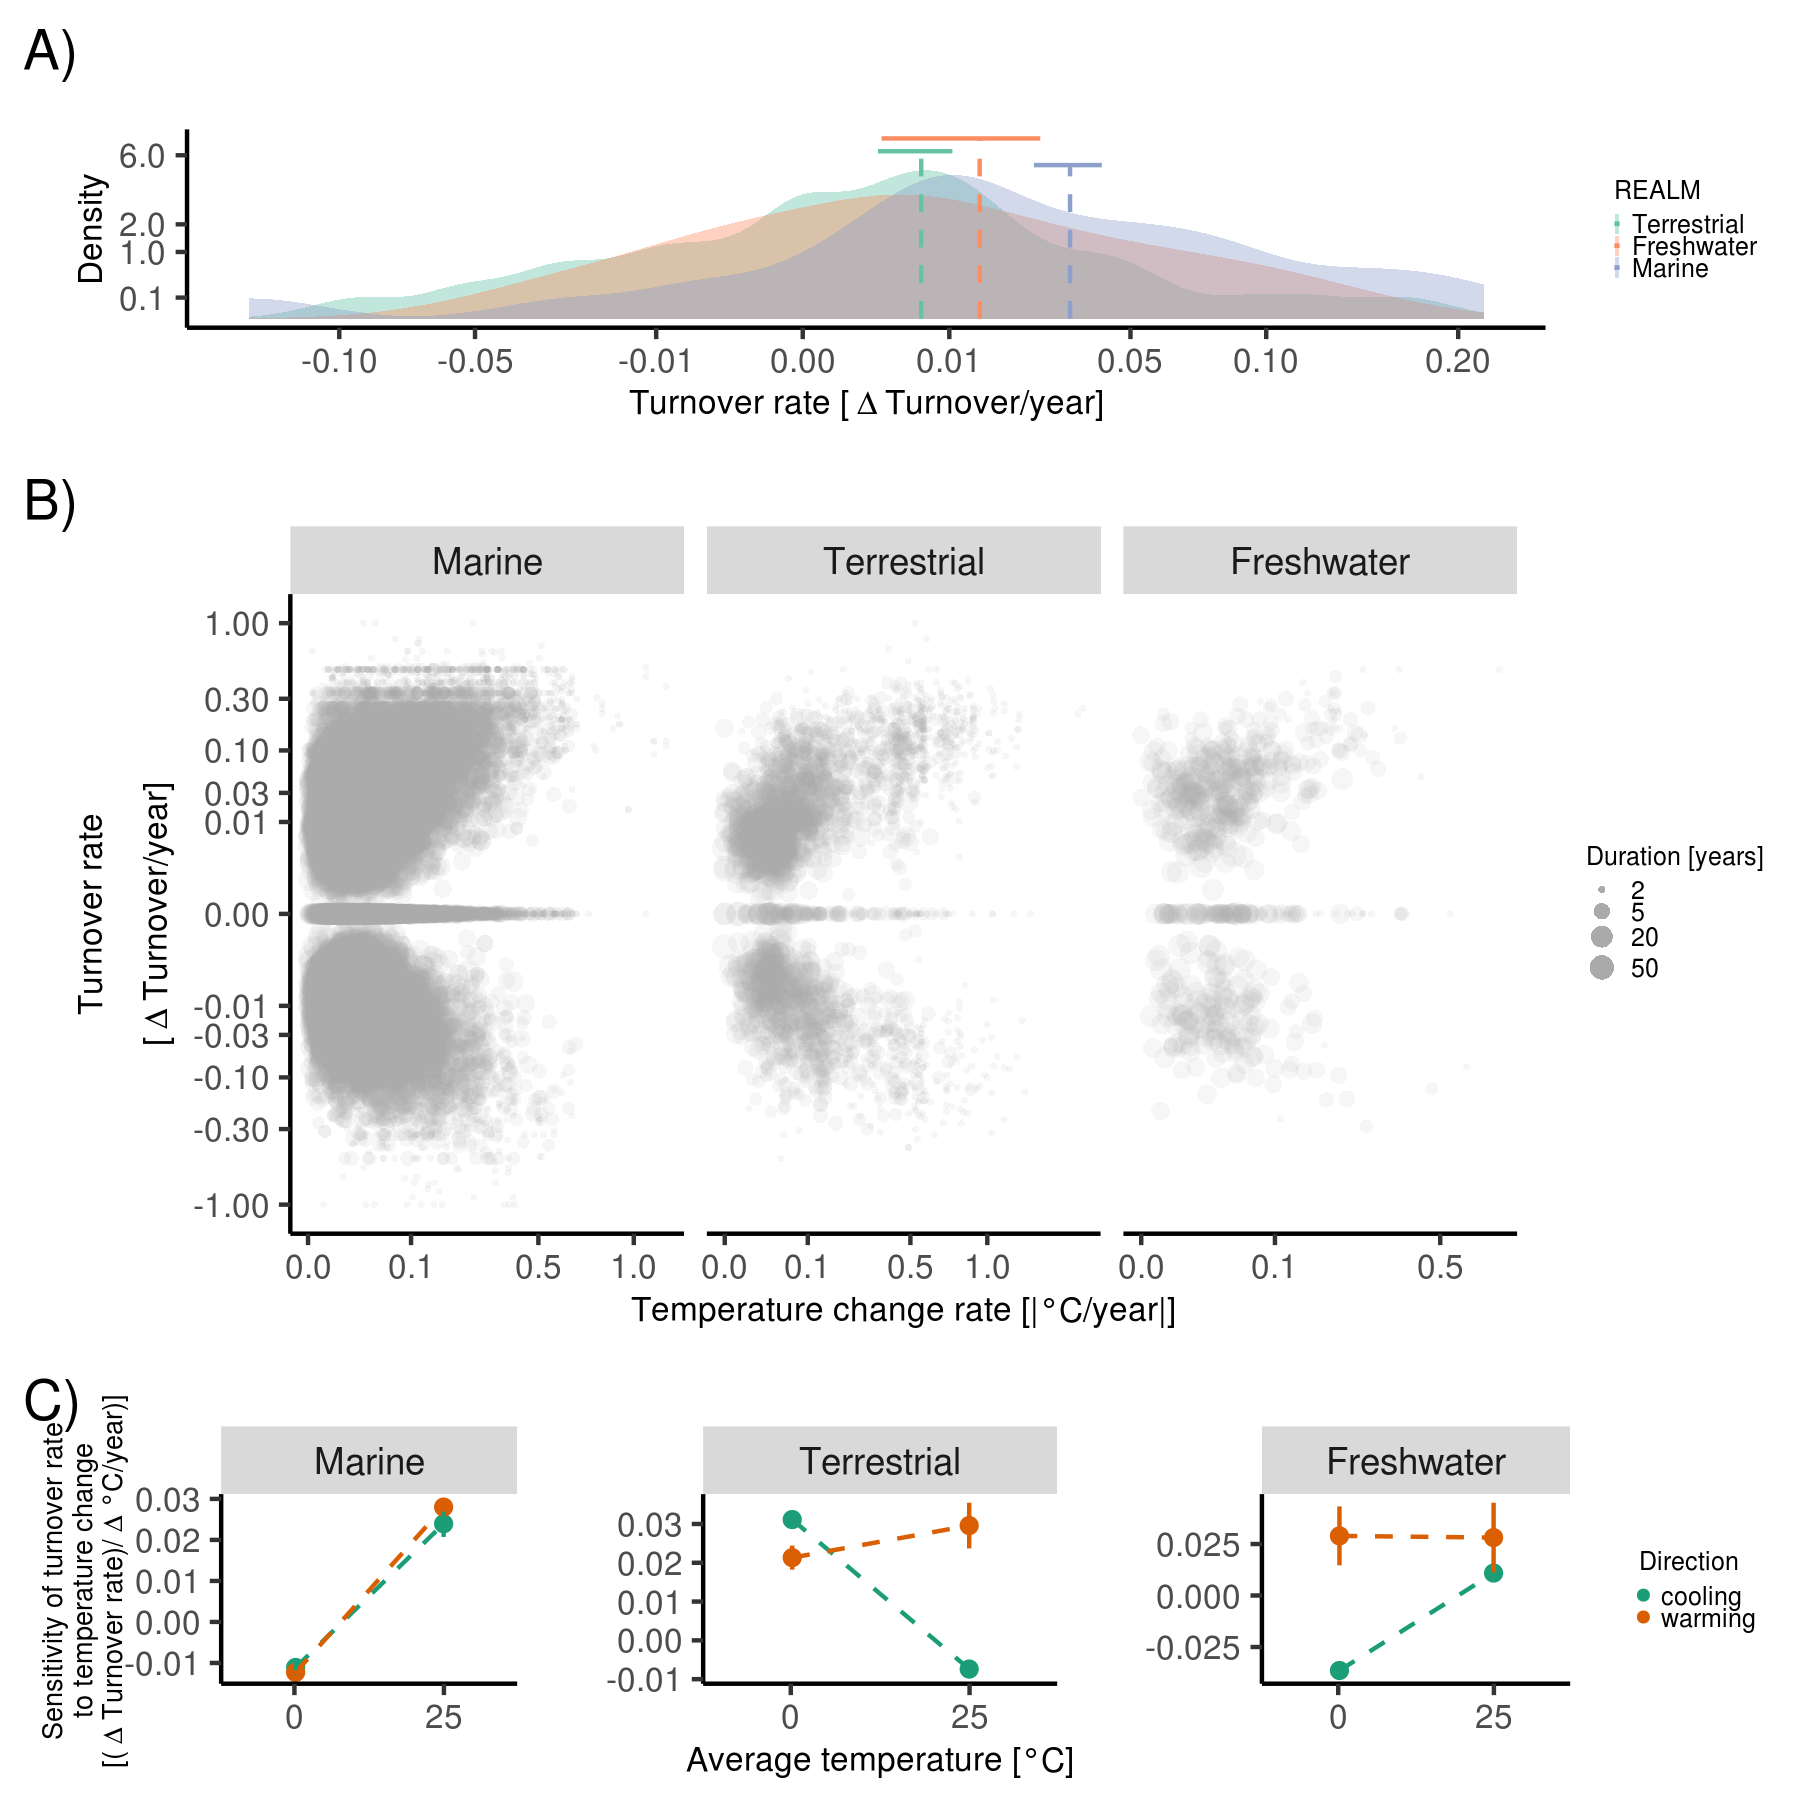 A)
Density
6.0
2.0
1.0
0.1
-0.10 -0.05 -0.01 0.00 0.01 0.05 0.10 0.20
Turnover rate [ Δ Turnover/year]
REALM
Terrestrial
Freshwater
Marine
B)
Marine Terrestrial Freshwater
Turnover rate
[ Δ Turnover/year]
1.00
0.30
0.10
0.03
0.01
0.00
-0.01
-0.03
-0.10
-0.30
-1.00
0.0 0.1 0.5 1.0 0.0 0.1 0.5 1.0 0.0 0.1 0.5
Temperature change rate [|°C/year|]
Duration [years]
2
5
20
50
C)
Sensitivity of turnover rate
to temperature change
[(Δ Turnover rate)/ Δ °C/year)]
Marine
0.03
0.02
0.01
0.00
-0.01
0 25
Terrestrial
0.03
0.02
0.01
0.00
-0.01
0 25
Freshwater
0.025
0.000
-0.025
0 25
Average temperature [°C]
Direction
cooling
warming